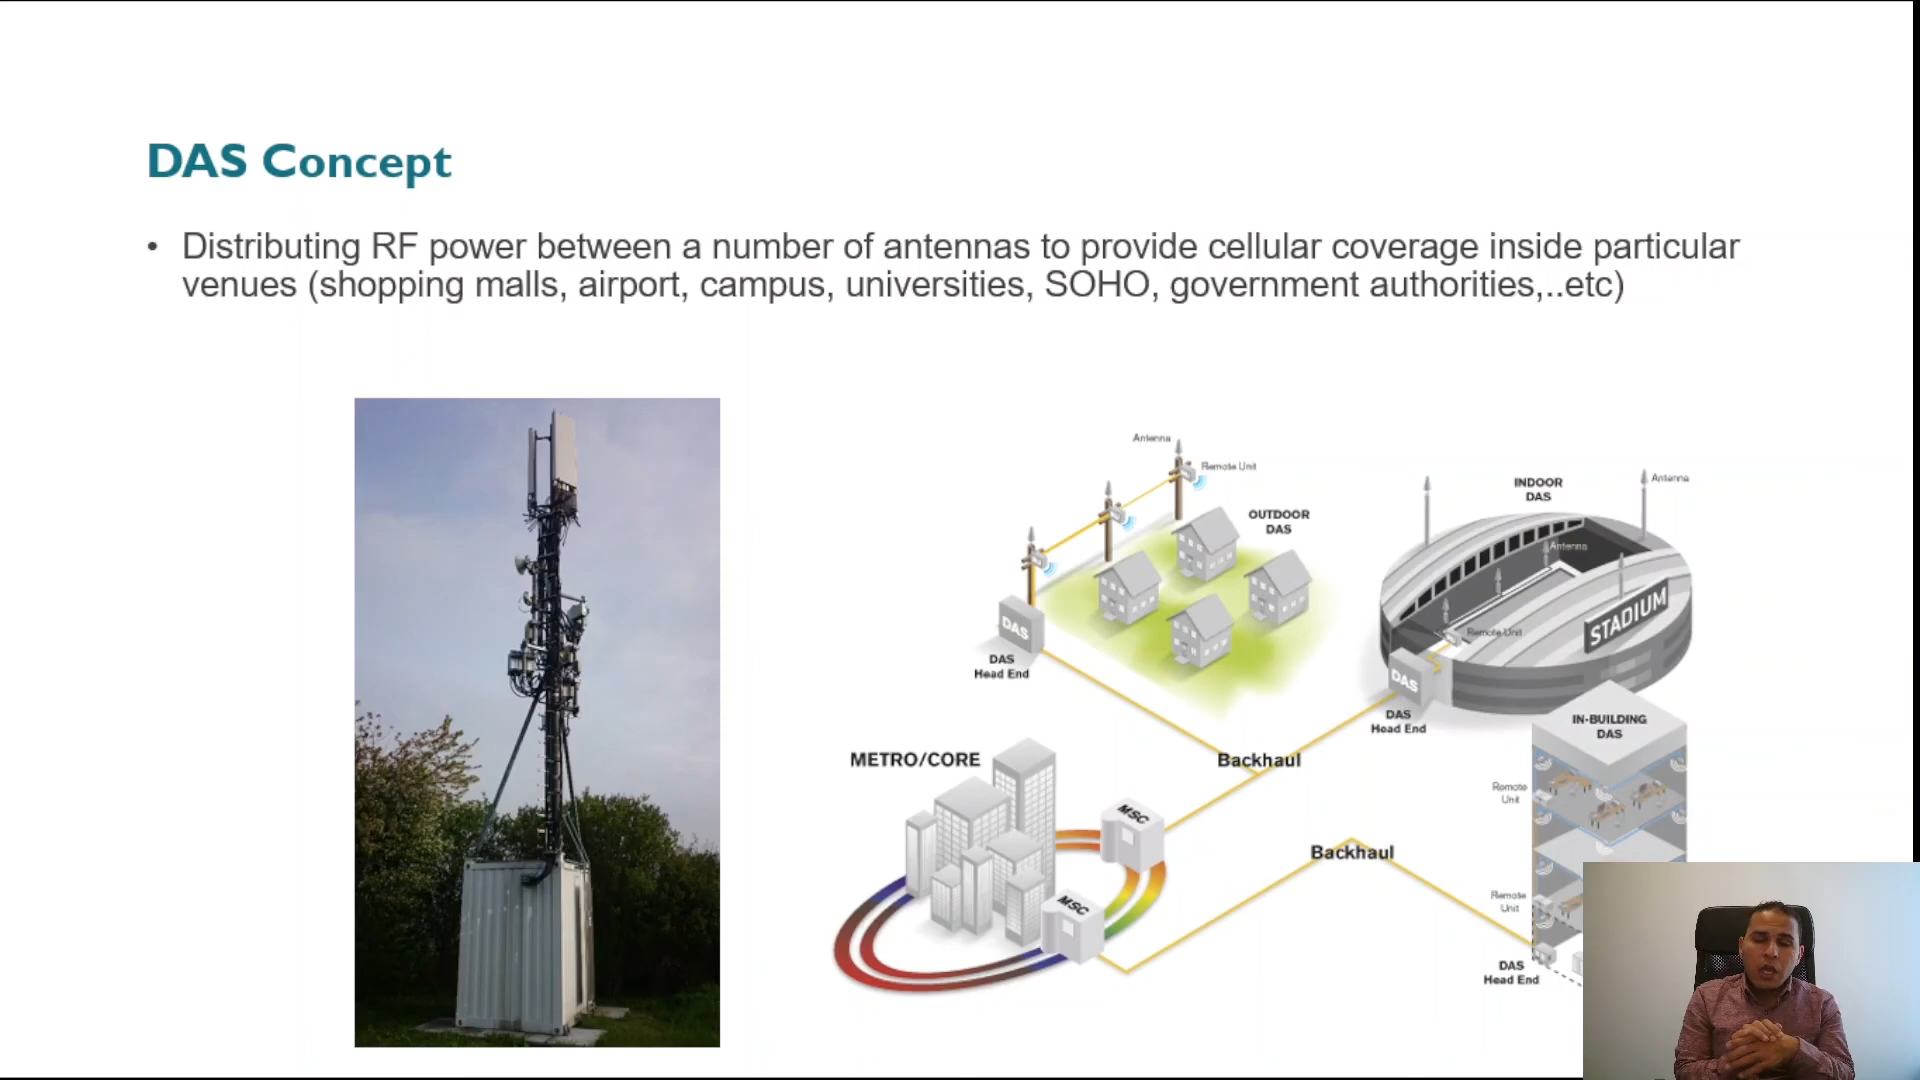 DAS Concept
• Distributing RF power between a number of antennas to provide cellular coverage inside particular
venues (shopping malls, airport, campus, universities, SOHO, government authorities,..etc)
Antenna
Remote Unit
OUTDOOR
DAS
DAS
DAS
Head End
INDOOR
DAS
Antenna
Antenna
STADIUM
Remote Unit
DAS
DAS
Head End
IN-BUILDING
DAS
Backhaul
METRO/CORE
MSC
MSC
Backhaul
Remote
Unit
Remote
Unit
DAS
Head End